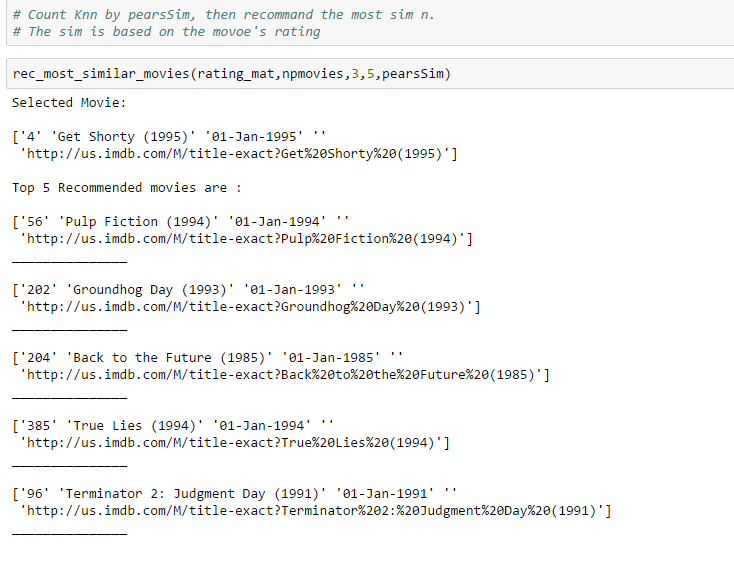 # Count Knn by pearsSim, then recommand the most sim n.
# The sim is based on the movoe's rating
rec_most_similar_movies(rating_mat,npmovies,3,5,pearsSim)
Selected Movie:
['4' 'Get Shorty (1995)' '01-Jan-1995' ''
'http://us.imdb.com/M/title-exact?Get%20Shorty%20(1995)']
Top 5 Recommended movies are :
['56' 'Pulp Fiction (1994)' '01-Jan-1994' ''
'http://us.imdb.com/M/title-exact?Pulp%20Fiction%20(1994)']
_______________
['202' 'Groundhog Day (1993)' '01-Jan-1993' ''
'http://us.imdb.com/M/title-exact?Groundhog%20Day%20(1993)']
_______________
['204' 'Back to the Future (1985)' '01-Jan-1985' ''
'http://us.imdb.com/M/title-exact?Back%20to%20the%20Future%20(1985)']
_______________
['385' 'True Lies (1994)' '01-Jan-1994' ''
'http://us.imdb.com/M/title-exact?True%20Lies%20(1994)']
_______________
['96' 'Terminator 2: Judgment Day (1991)' '01-Jan-1991' ''
'http://us.imdb.com/M/title-exact?Terminator%202:%20Judgment%20Day%20(1991)']
_______________